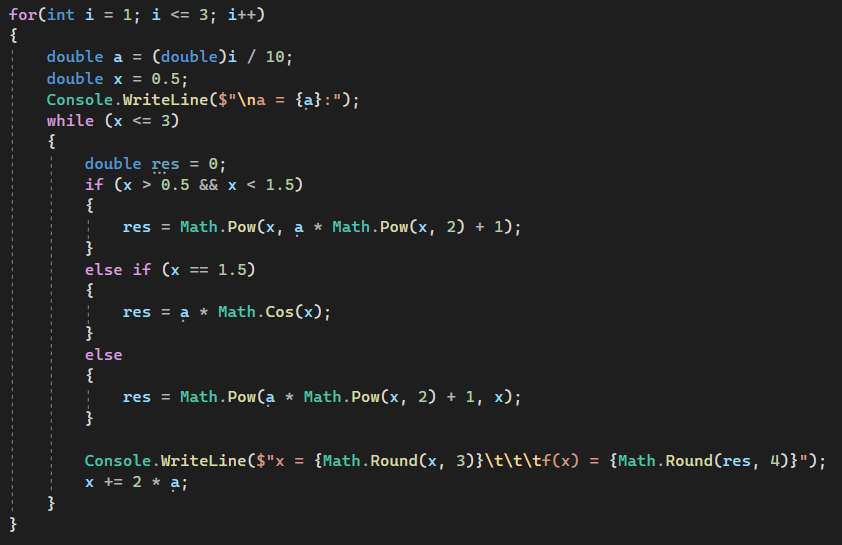 for(int i = 1; i <= 3; i++)
{
    double a = (double)i / 10;
    double x = 0.5;
    Console.WriteLine($"\na = {a}:");
    while (x <= 3)
    {
        double res = 0;
        if (x > 0.5 && x < 1.5)
        {
            res = Math.Pow(x, a * Math.Pow(x, 2) + 1);
        }
        else if (x == 1.5)
        {
            res = a * Math.Cos(x);
        }
        else
        {
            res = Math.Pow(a * Math.Pow(x, 2) + 1, x);
        }

        Console.WriteLine($"x = {Math.Round(x, 3)}\t\t\tf(x) = {Math.Round(res, 4)}");
        x += 2 * a;
    }
}